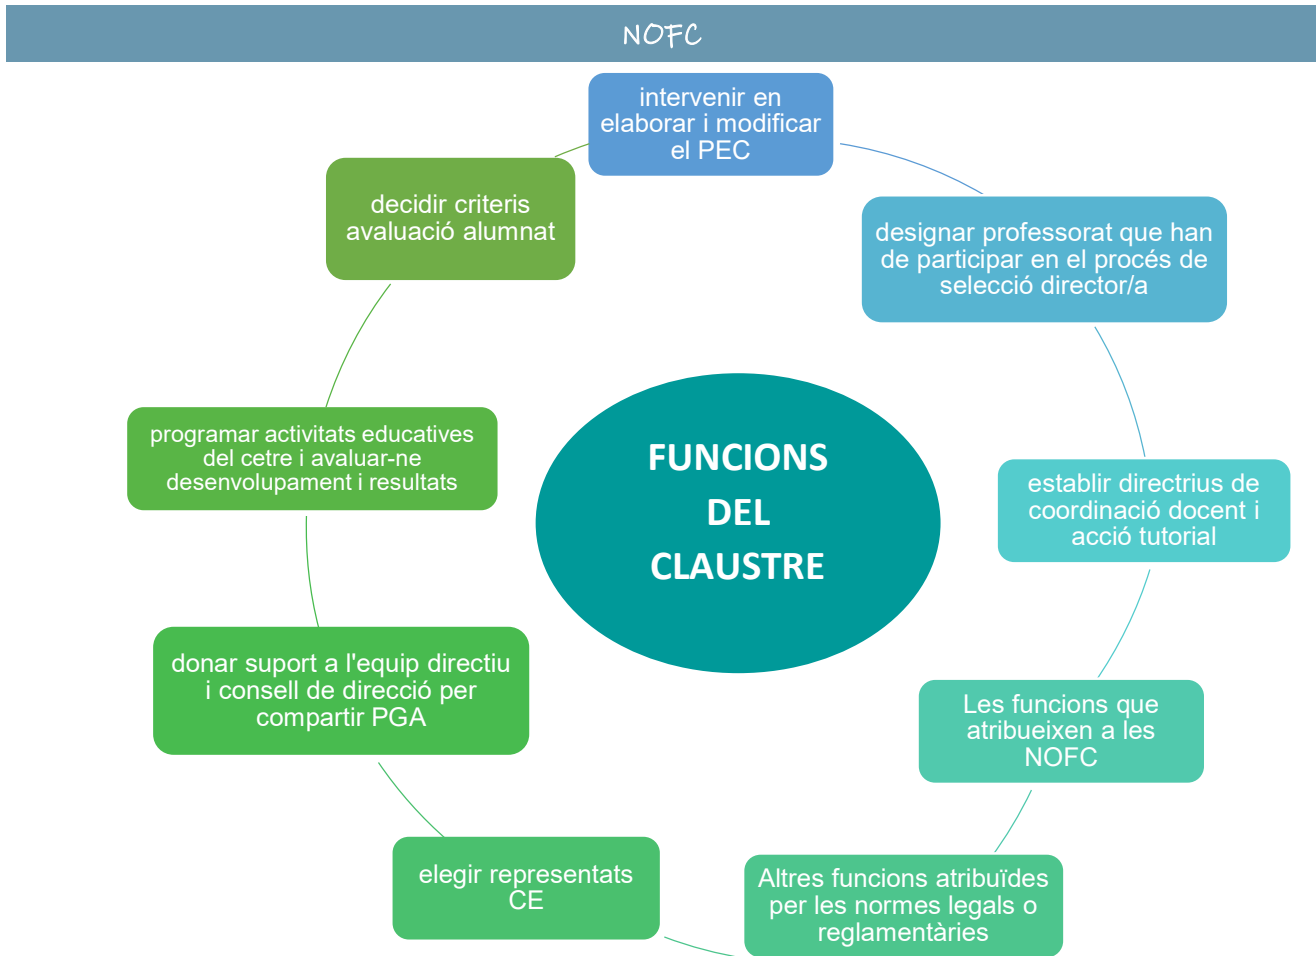 NOFC
intervenir en
elaborar i modificar
el PEC
designar professorat que han
de participar en el procés de
selecció director/a
establir directrius de
coordinació docent i
acció tutorial
Les funcions que
atribueixen a les
NOFC
Altres funcions atribuïdes
per les normes legals o
reglamentàries
elegir representats
CE
donar suport a l'equip directiu
i consell de direcció per
compartir PGA
programar activitats educatives
del cetre i avaluar-ne
desenvolupament i resultats
decidir criteris
avaluació alumnat
FUNCIONS
DEL
CLAUSTRE